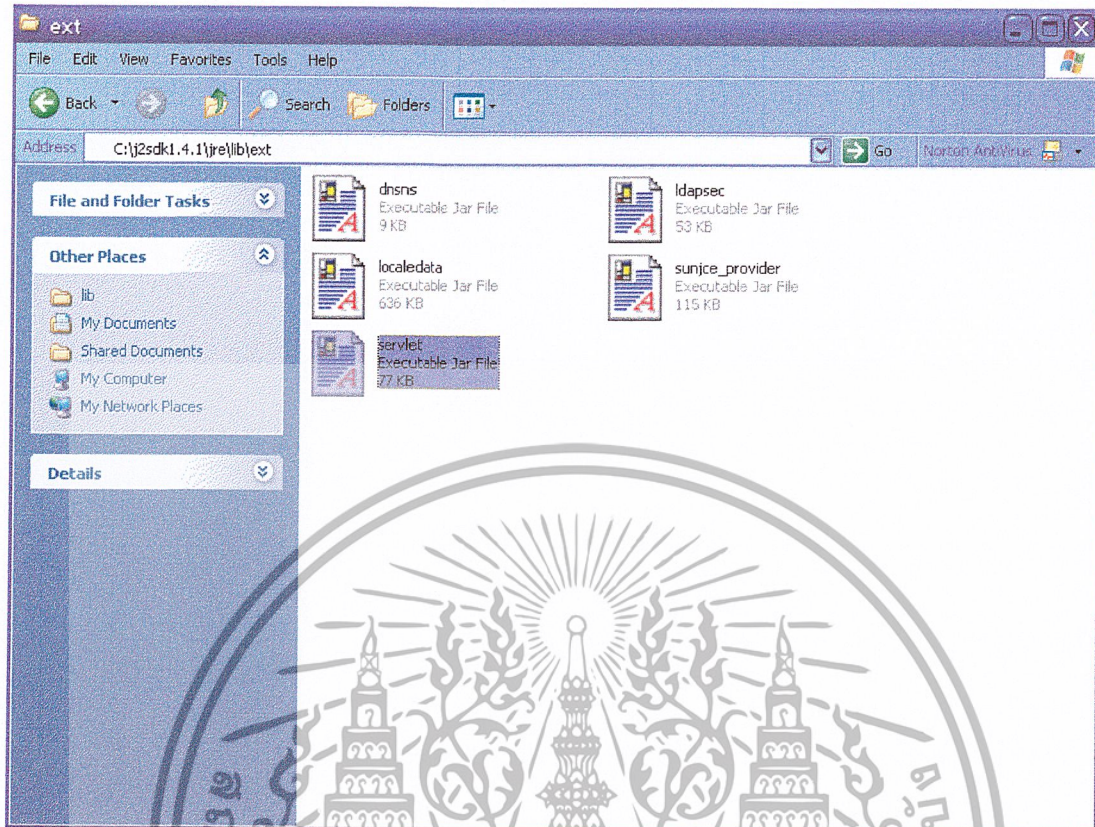 ext
File Edit View Favorites Tools Help
Back Search Folders
Address C:\j2sdk1.4.1\jre\lib\ext Go Norton AntiVirus
File and Folder Tasks
Other Places
lib
My Documents
Shared Documents
My Computer
My Network Places
Details
dnsns
Executable Jar File
9 KB
ldapsec
Executable Jar File
53 KB
localedata
Executable Jar File
636 KB
sunjce_provider
Executable Jar File
115 KB
servlet
Executable Jar File
77 KB